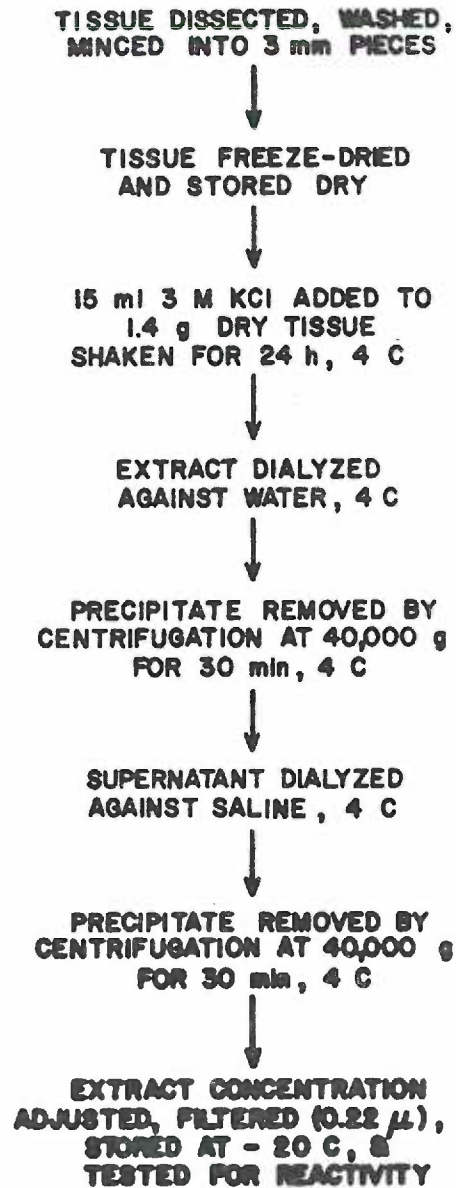 TISSUE DISSECTED, WASHED,
MINCED INTO 3 mm PIECES
TISSUE FREEZE-DRIED
AND STORED DRY
15 ml 3 M KCl ADDED TO
1.4 g DRY TISSUE
SHAKEN FOR 24 h, 4 C
EXTRACT DIALYZED
AGAINST WATER, 4 C
PRECIPITATE REMOVED BY
CENTRIFUGATION AT 40,000 g
FOR 30 min, 4 C
SUPERNATANT DIALYZED
AGAINST SALINE, 4 C
PRECIPITATE REMOVED BY
CENTRIFUGATION AT 40,000 g
FOR 30 min, 4 C
EXTRACT CONCENTRATION
ADJUSTED, FILTERED (0.22 μ),
STORED AT - 20 C, &
TESTED FOR REACTIVITY